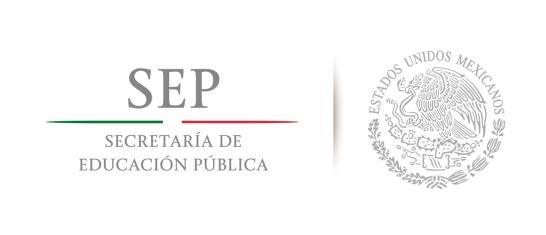 SEP
SECRETARÍA DE
EDUCACIÓN PÚBLICA
ESTADOS UNIDOS MEXICANOS